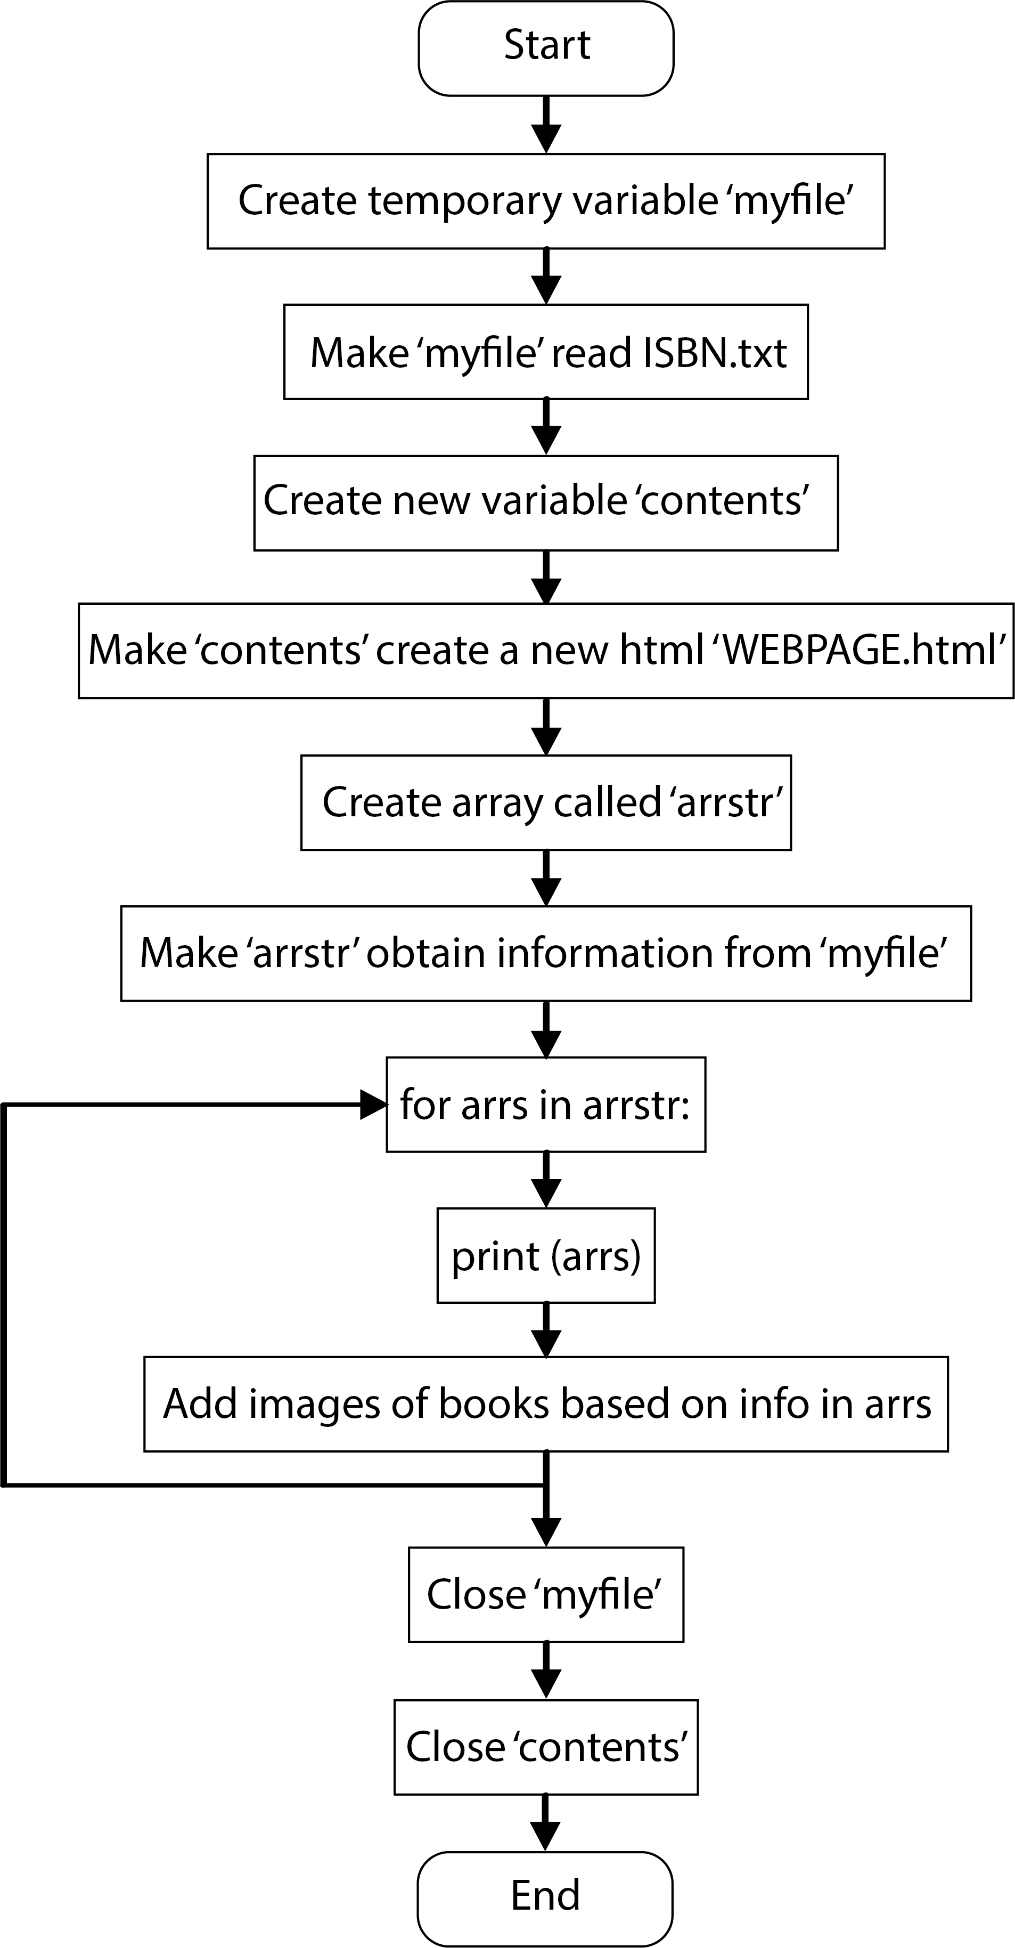 Start
Create temporary variable ‘myfile’
Make ‘myfile’ read ISBN.txt
Create new variable ‘contents’
Make ‘contents’ create a new html ‘WEBPAGE.html’
Create array called ‘arrstr’
Make ‘arrstr’ obtain information from ‘myfile’
for arrs in arrstr:
print (arrs)
Add images of books based on info in arrs
Close ‘myfile’
Close ‘contents’
End